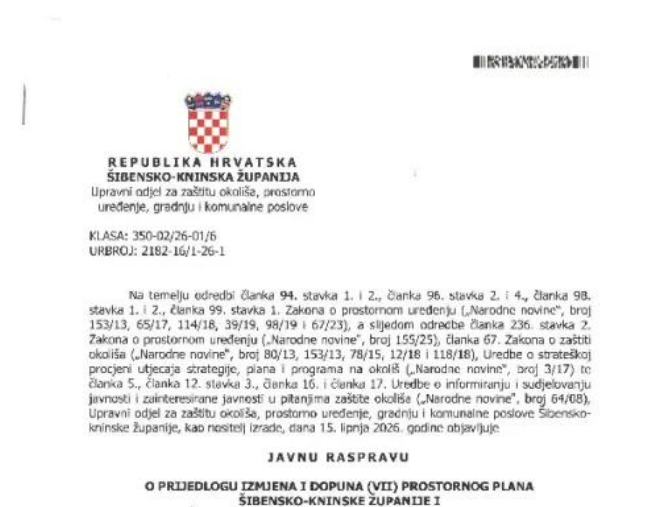 REPUBLIKA HRVATSKA
ŠIBENSKO-KNINSKA ŽUPANIJA
Upravni odjel za zaštitu okoliša, prostorno
uređenje, gradnju i komunalne poslove
KLASA: 350-02/26-01/6
URBROJ: 2182-16/1-26-1
Na temelju odredbi članka 94. stavka 1. i 2., članka 96. stavka 2. i 4., članka 98.
stavka 1. i 2., članka 99. stavka 1. Zakona o prostornom uređenju („Narodne novine", broj
153/13, 65/17, 114/18, 39/19, 98/19 i 67/23), a slijedom odredbe članka 236. stavka 2.
Zakona o prostornom uređenju („Narodne novine", broj 155/25), članka 67. Zakona o zaštiti
okoliša („Narodne novine", broj 80/13, 153/13, 78/15, 12/18 i 118/18), Uredbe o strateškoj
procjeni utjecaja strategije, plana i programa na okoliš („Narodne novine", broj 3/17) te
članka 5., članka 12. stavka 3., članka 16. i članka 17. Uredbe o informiranju i sudjelovanju
javnosti i zainteresirane javnosti u pitanjima zaštite okoliša („Narodne novine", broj 64/08),
Upravni odjel za zaštitu okoliša, prostorno uređenje, gradnju i komunalne poslove Šibensko-
kninske županije, kao nositelj izrade, dana 15. lipnja 2026. godine objavljuje
JAVNU RASPRAVU
O PRIJEDLOGU IZMJENA I DOPUNA (VII) PROSTORNOG PLANA
ŠIBENSKO-KNINSKE ŽUPANIJE I